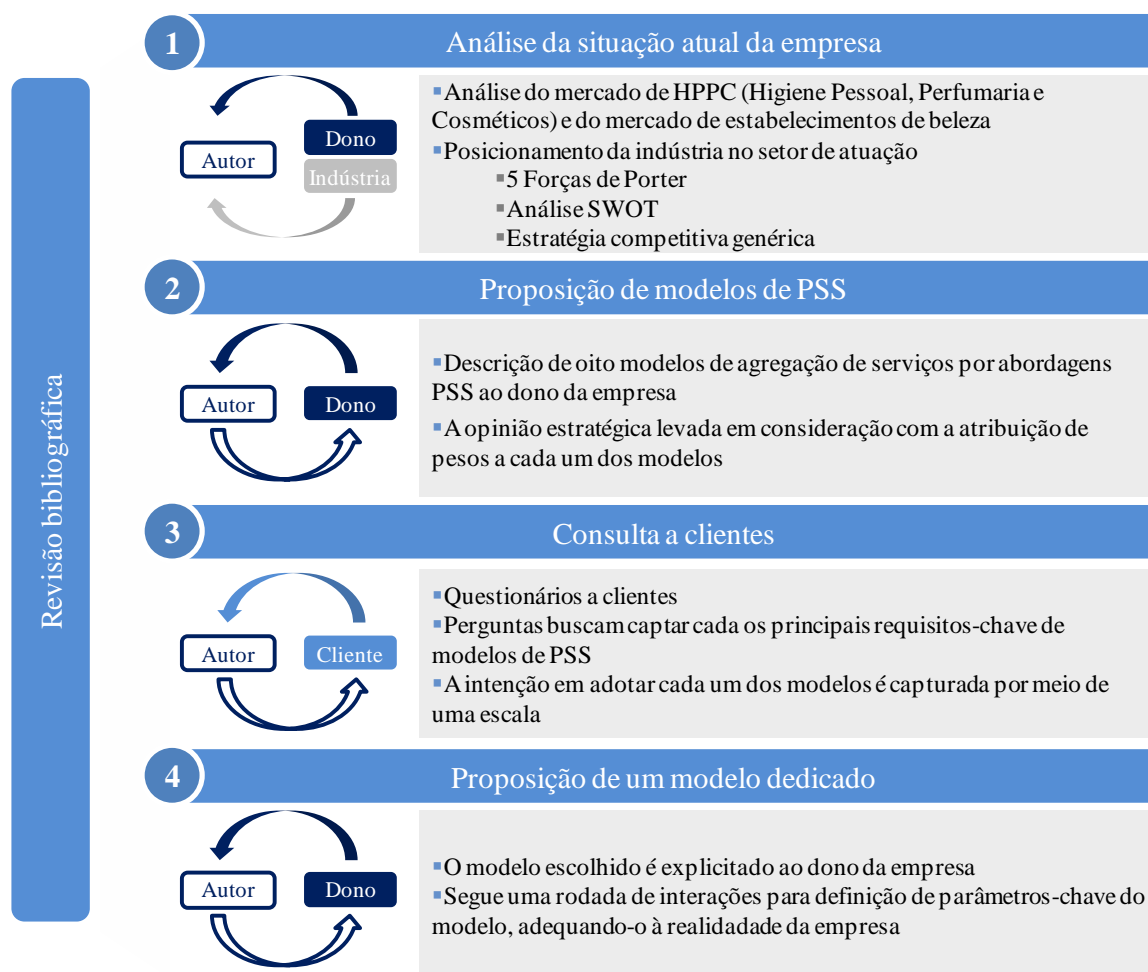 Revisão bibliográfica
1
Análise da situação atual da empresa
Autor
Dono
Indústria
▪Análise do mercado de HPPC (Higiene Pessoal, Perfumaria e
Cosméticos) e do mercado de estabelecimentos de beleza
▪Posicionamento da indústria no setor de atuação
▪5 Forças de Porter
▪Análise SWOT
▪Estratégia competitiva genérica
2
Proposição de modelos de PSS
Autor
Dono
▪Descrição de oito modelos de agregação de serviços por abordagens
PSS ao dono da empresa
▪A opinião estratégica levada em consideração com a atribuição de
pesos a cada um dos modelos
3
Consulta a clientes
Autor
Cliente
▪Questionários a clientes
▪Perguntas buscam captar cada os principais requisitos-chave de
modelos de PSS
▪A intenção em adotar cada um dos modelos é capturada por meio de
uma escala
4
Proposição de um modelo dedicado
Autor
Dono
▪O modelo escolhido é explicitado ao dono da empresa
▪Segue uma rodada de interações para definição de parâmetros-chave do
modelo, adequando-o à realidadade da empresa